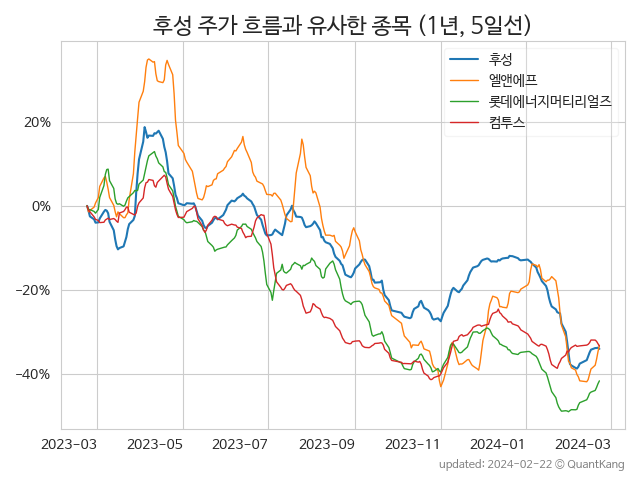 후성 주가 흐름과 유사한 종목 (1년, 5일선)
후성
엘앤에프
롯데에너지머티리얼즈
컴투스
20%
0%
−20%
−40%
2023-03 2023-05 2023-07 2023-09 2023-11 2024-01 2024-03
updated: 2024-02-22 © QuantKang